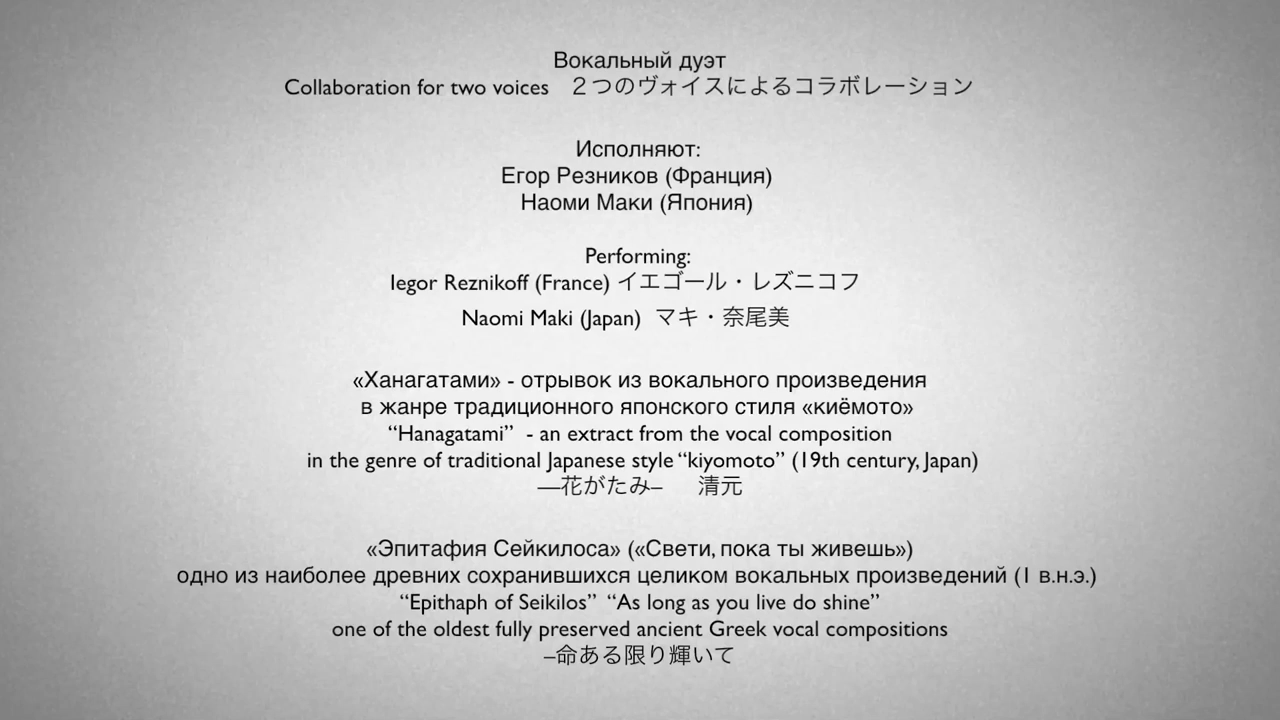 Вокальный дуэт
Collaboration for two voices ２つのヴォイスによるコラボレーション
Исполняют:
Егор Резников (Франция)
Наоми Маки (Япония)
Performing:
Iegor Reznikoff (France) イエゴール・レズニコフ
Naomi Maki (Japan) マキ・奈尾美
«Ханагатами» - отрывок из вокального произведения
в жанре традиционного японского стиля «киёмото»
“Hanagatami” - an extract from the vocal composition
in the genre of traditional Japanese style “kiyomoto” (19th century, Japan)
—花がたみ– 清元
«Эпитафия Сейкилоса» («Свети, пока ты живешь»)
одно из наиболее древних сохранившихся целиком вокальных произведений (1 в.н.э.)
“Epithaph of Seikilos” “As long as you live do shine”
one of the oldest fully preserved ancient Greek vocal compositions
–命ある限り輝いて